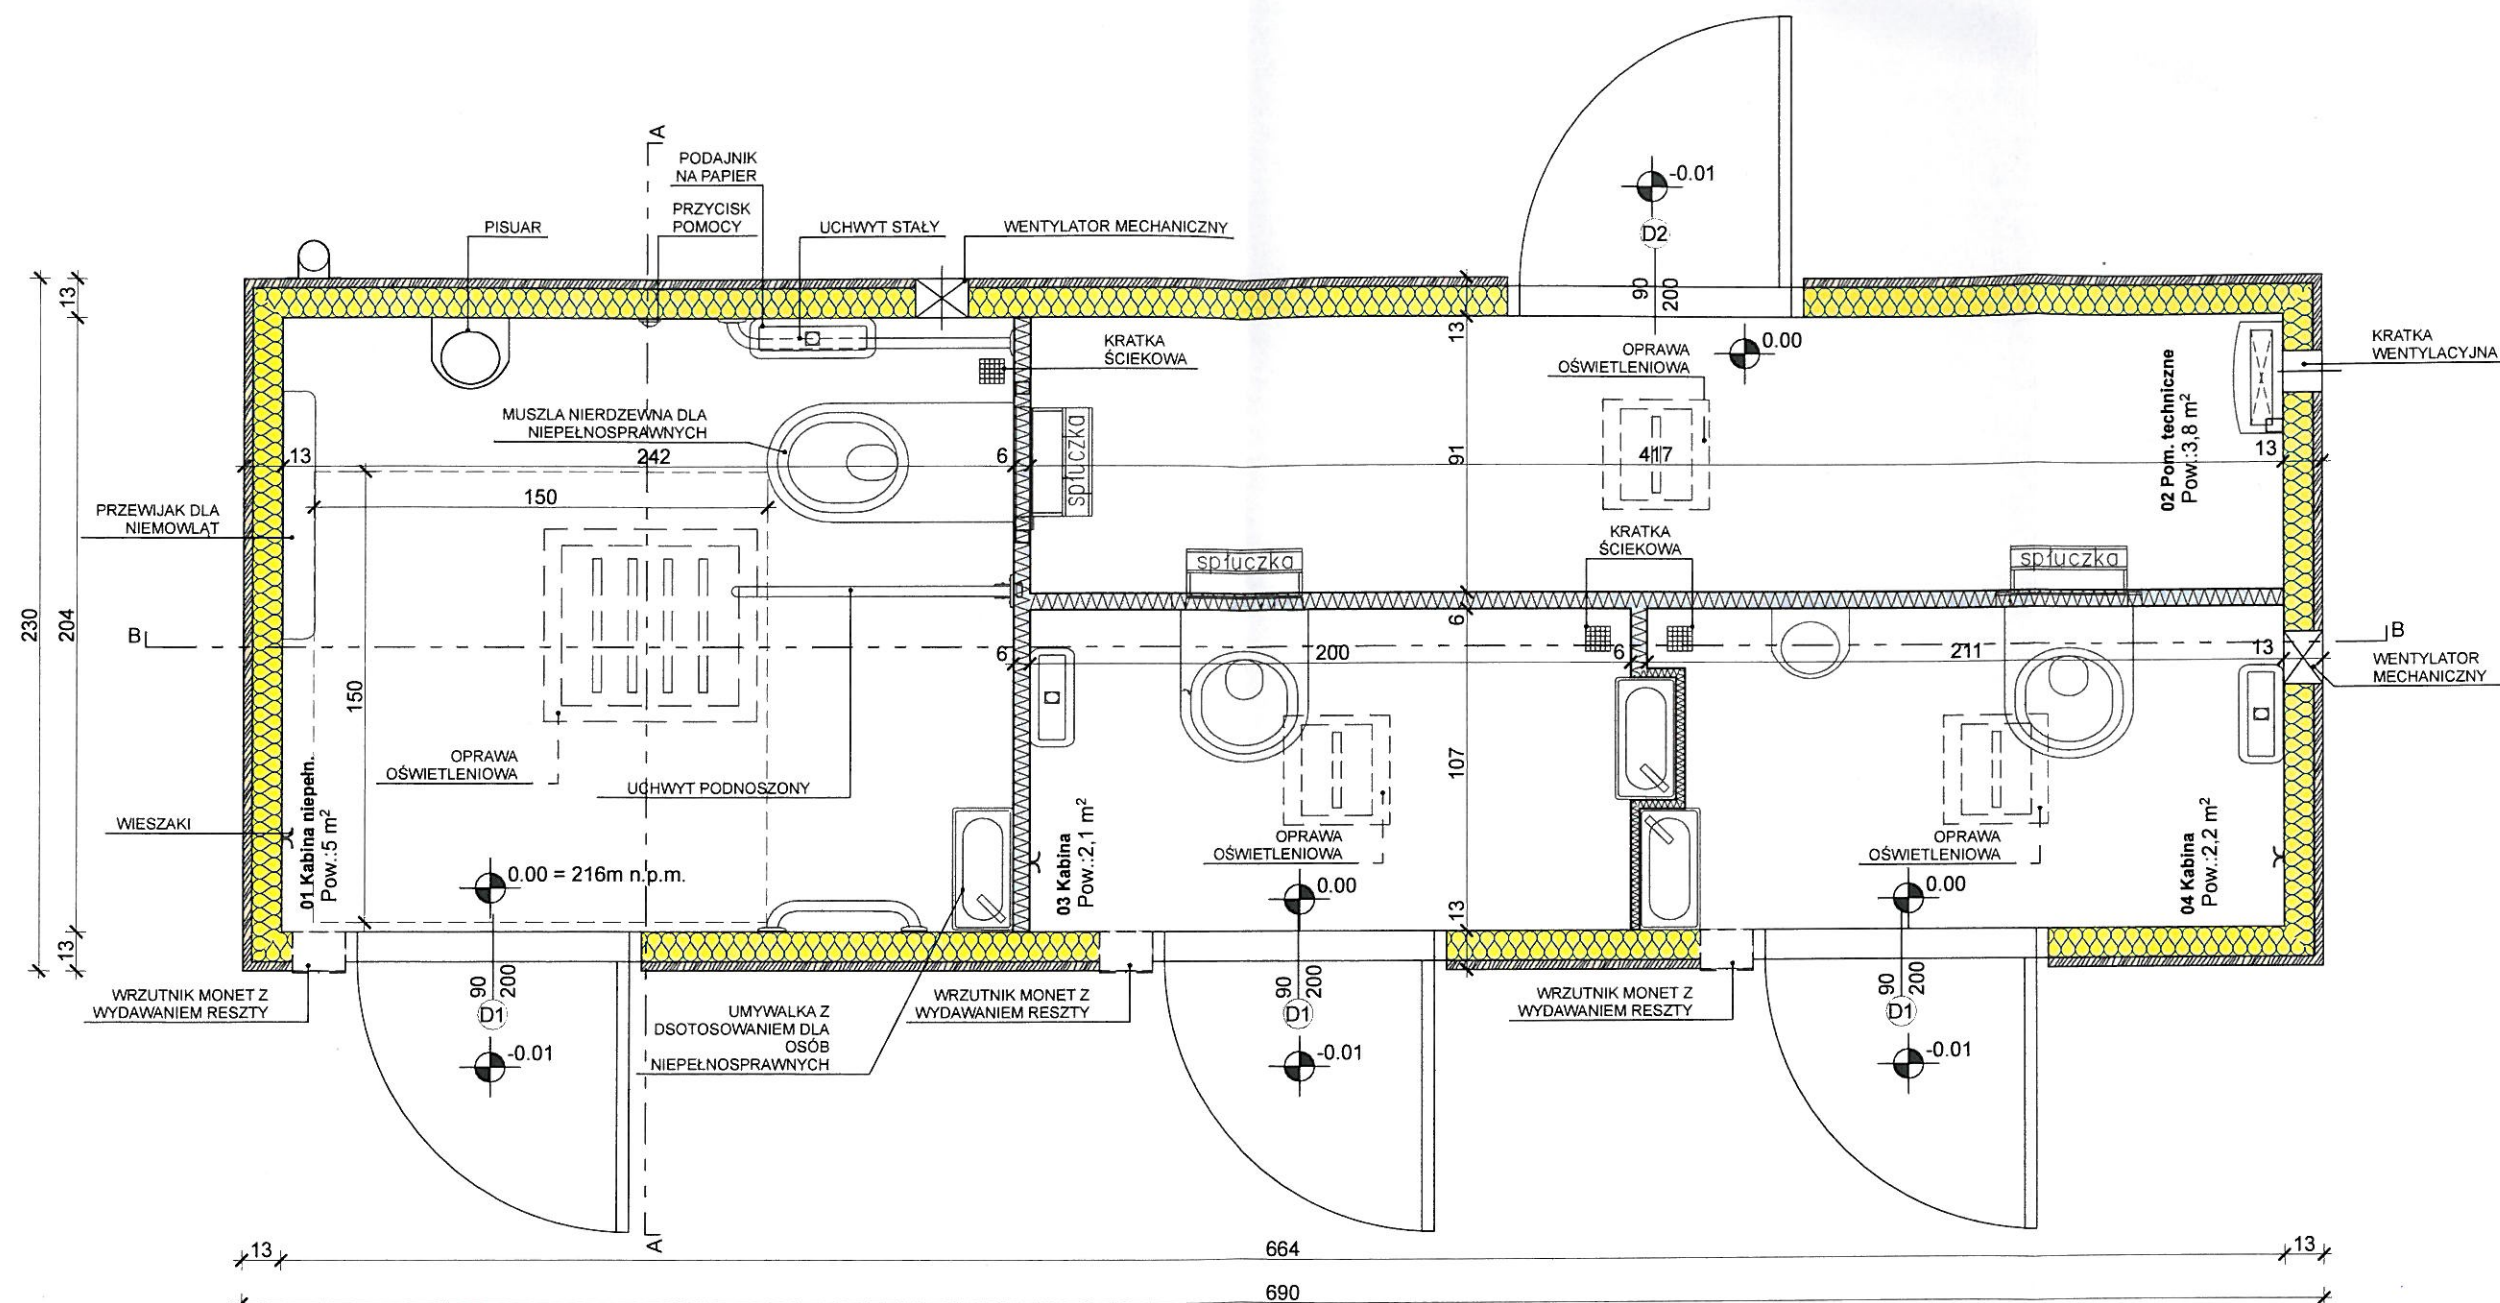 A
PODAJNIK
NA PAPIER
PRZYCISK
POMOCY
PISUAR
UCHWYT STAŁY
WENTYLATOR MECHANICZNY
-0.01
D2
90
200
0.00
13
204
13
230
13
91
6
107
13
KRATKA
ŚCIEKOWA
OPRAWA
OŚWIETLENIOWA
02 Pom. techniczne
Pow.:3,8 m²
KRATKA
WENTYLACYJNA
MUSZLA NIERDZEWNA DLA
NIEPEŁNOSPRAWNYCH
13
242
6
spłuczka
417
13
150
PRZEWIJAK DLA
NIEMOWLĄT
KRATKA
ŚCIEKOWA
spłuczka
spłuczka
B
6
200
6
211
13
B
WENTYLATOR
MECHANICZNY
150
OPRAWA
OŚWIETLENIOWA
UCHWYT PODNOSZONY
WIESZAKI
01 Kabina niepełn.
Pow.:5 m²
03 Kabina
Pow.:2,1 m²
OPRAWA
OŚWIETLENIOWA
OPRAWA
OŚWIETLENIOWA
04 Kabina
Pow.:2,2 m²
0.00 = 216m n.p.m.
0.00
0.00
90
200
D1
-0.01
90
200
D1
-0.01
90
200
D1
-0.01
WRZUTNIK MONET Z
WYDAWANIEM RESZTY
UMYWALKA Z
DSOTOSOWANIEM DLA
OSÓB
NIEPEŁNOSPRAWNYCH
WRZUTNIK MONET Z
WYDAWANIEM RESZTY
WRZUTNIK MONET Z
WYDAWANIEM RESZTY
A
13
664
13
690